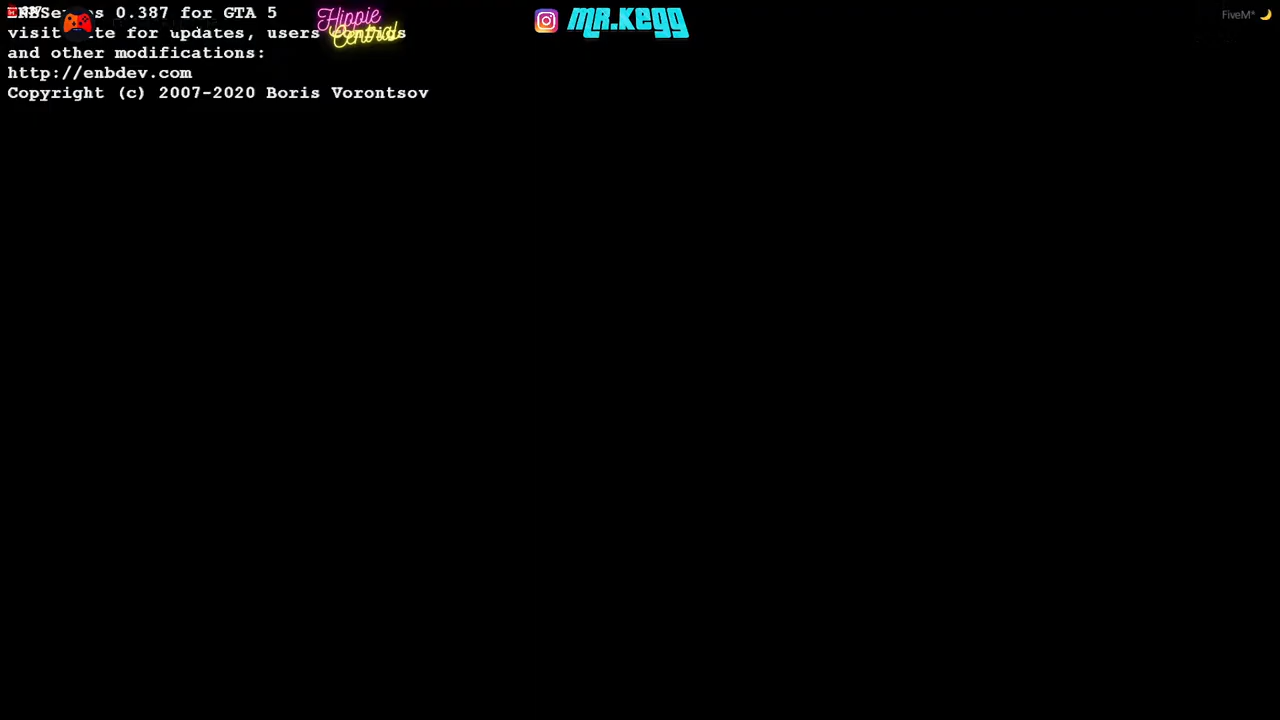 0.387 for GTA 5
visit for updates, users
and other modifications:
http://enbdev.com
Copyright (c) 2007-2020 Boris Vorontsov
Hippie
Central
MR.Kegg
FiveM*